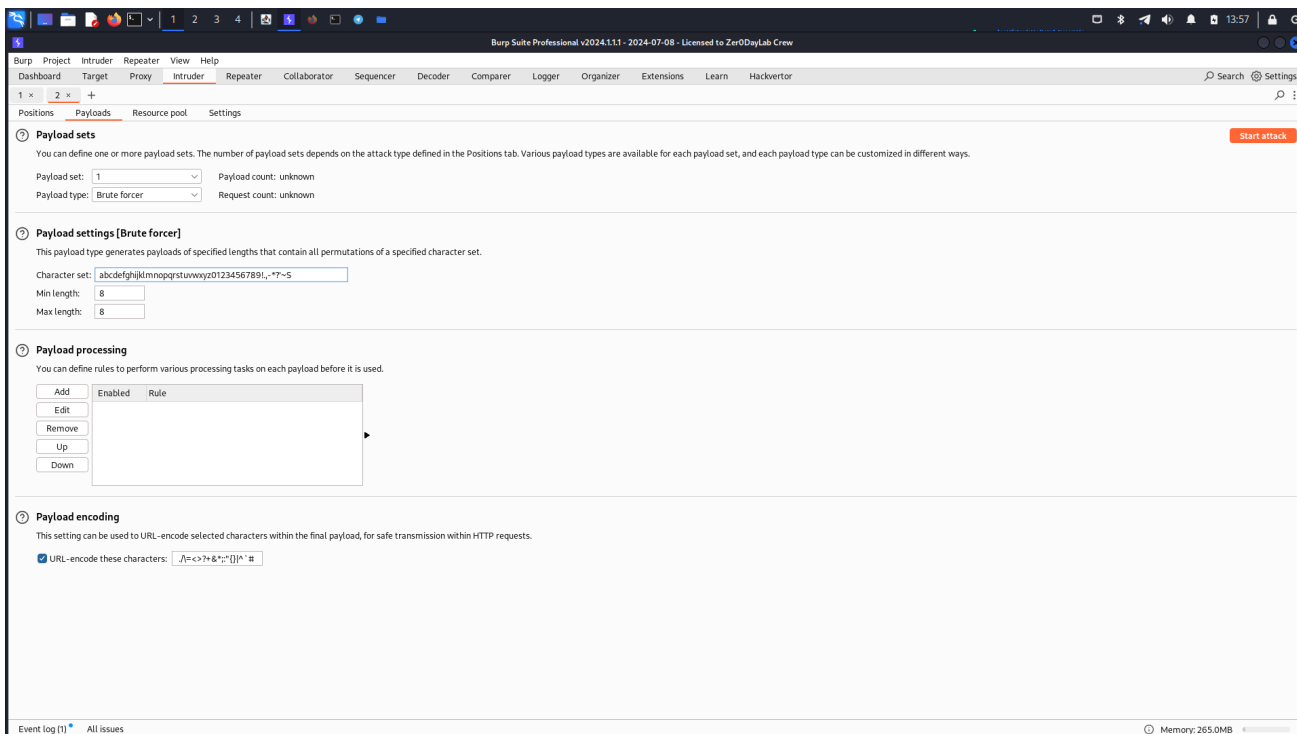 1 2 3 4 13:57
Burp Suite Professional v2024.1.1.1 - 2024-07-08 - Licensed to Zer0DayLab Crew
Burp Project Intruder Repeater View Help
Dashboard Target Proxy Intruder Repeater Collaborator Sequencer Decoder Comparer Logger Organizer Extensions Learn Hackvertor Search Settings
1 × 2 × +
Positions Payloads Resource pool Settings
? Payload sets Start attack
You can define one or more payload sets. The number of payload sets depends on the attack type defined in the Positions tab. Various payload types are available for each payload set, and each payload type can be customized in different ways.
Payload set: 1 Payload count: unknown
Payload type: Brute forcer Request count: unknown
? Payload settings [Brute forcer]
This payload type generates payloads of specified lengths that contain all permutations of a specified character set.
Character set: abcdefghijklmnopqrstuvwxyz0123456789!.,-*?'~S
Min length: 8
Max length: 8
? Payload processing
You can define rules to perform various processing tasks on each payload before it is used.
Add Enabled Rule
Edit
Remove
Up
Down
? Payload encoding
This setting can be used to URL-encode selected characters within the final payload, for safe transmission within HTTP requests.
URL-encode these characters: ./\=<>?+&*;:"{}|^`#
Event log (1) All issues Memory: 265.0MB